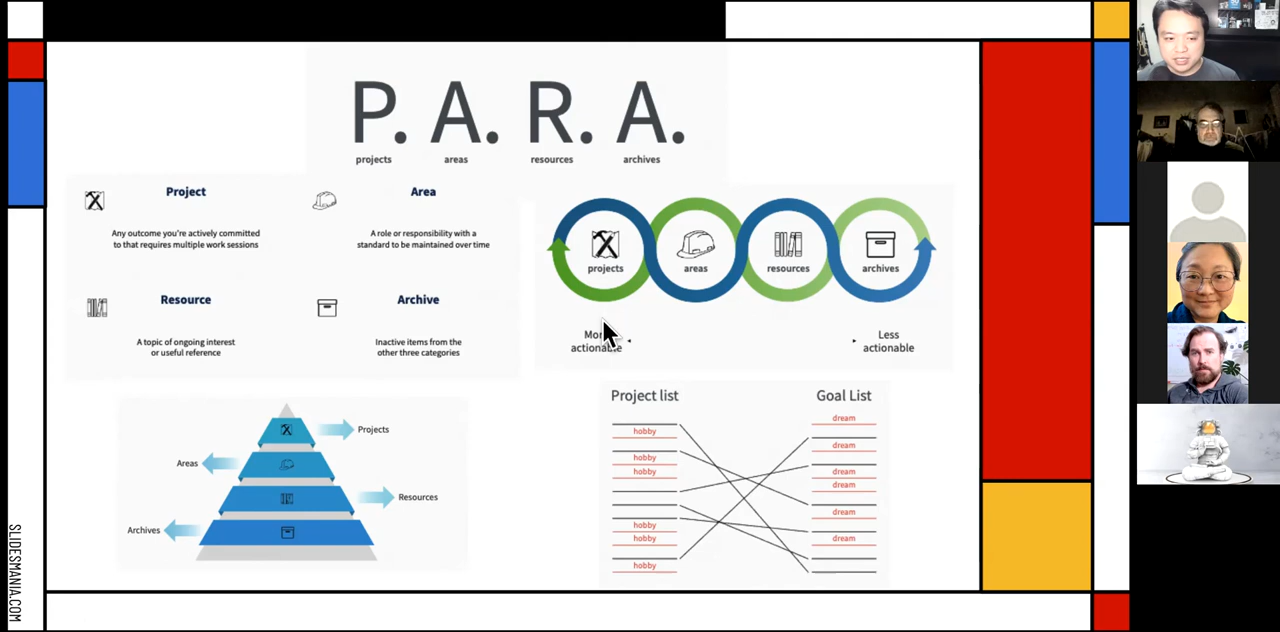 P. A. R. A.
projects areas resources archives
Project
Any outcome you're actively committed
to that requires multiple work sessions
Area
A role or responsibility with a
standard to be maintained over time
Resource
A topic of ongoing interest
or useful reference
Archive
Inactive items from the
other three categories
projects areas resources archives
More
actionable
Less
actionable
Projects
Areas
Resources
Archives
Project list
hobby
hobby
hobby
hobby
hobby
hobby
Goal List
dream
dream
dream
dream
dream
dream
SLIDESMANIA.COM